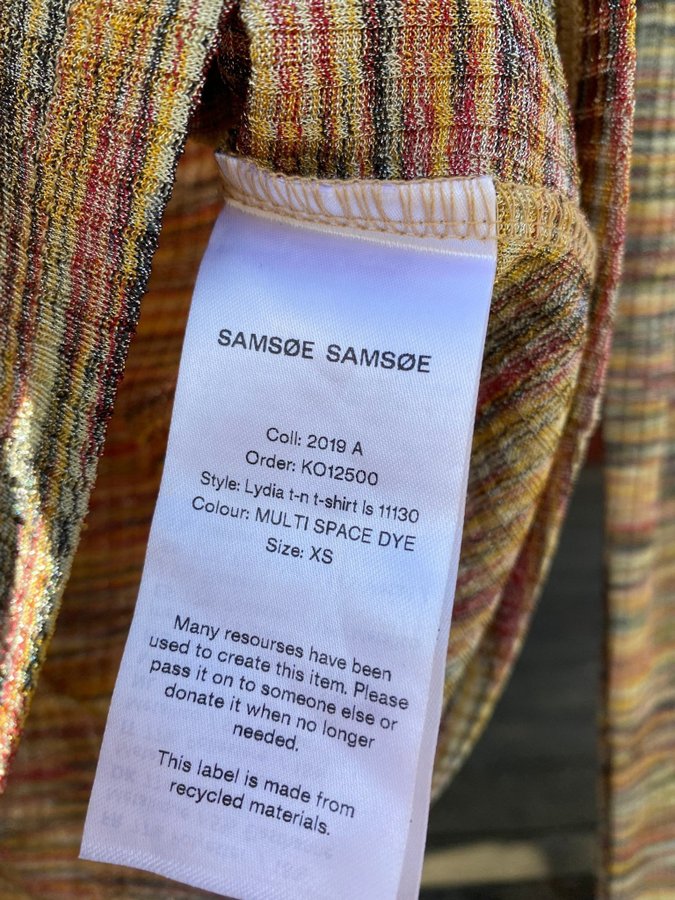 SAMSØE SAMSØE
Coll: 2019 A
Order: KO12500
Style: Lydia t-n t-shirt ls 11130
Colour: MULTI SPACE DYE
Size: XS
Many resourses have been
used to create this item. Please
pass it on to someone else or
donate it when no longer
needed.
This label is made from
recycled materials.